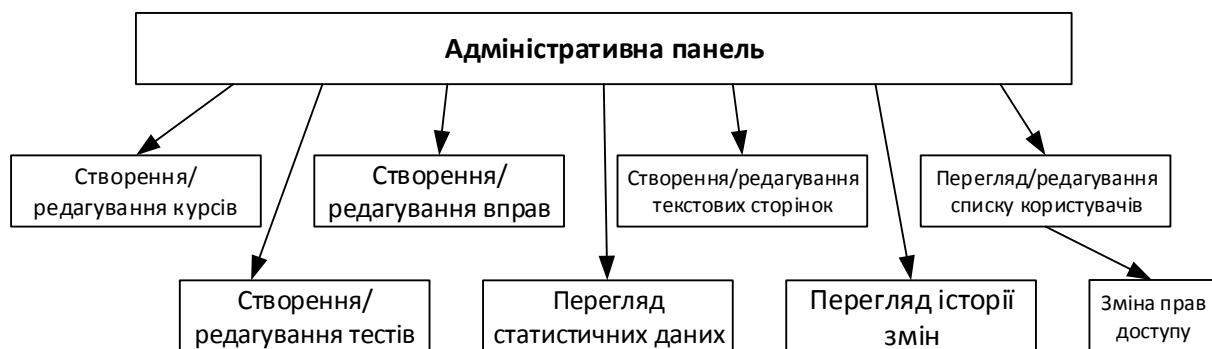 Адміністративна панель
Створення/
редагування курсів
Створення/
редагування вправ
Створення/редагування
текстових сторінок
Перегляд/редагування
списку користувачів
Створення/
редагування тестів
Перегляд
статистичних даних
Перегляд історії
змін
Зміна прав
доступу